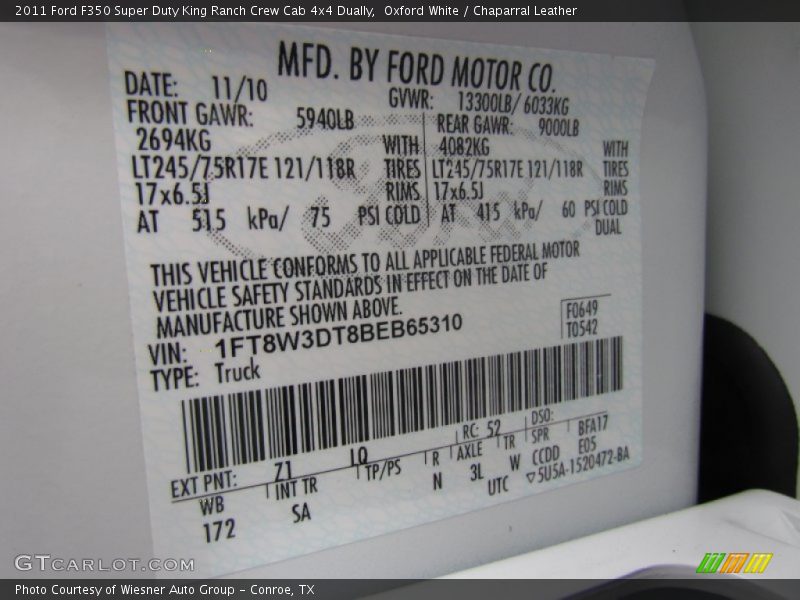 2011 Ford F350 Super Duty King Ranch Crew Cab 4x4 Dually,  Oxford White / Chaparral Leather
MFD. BY FORD MOTOR CO.
DATE: 11/10 GVWR: 13300LB/ 6033KG
FRONT GAWR: 5940LB REAR GAWR: 9000LB
2694KG WITH 4082KG WITH
LT245/75R17E 121/118R TIRES LT245/75R17E 121/118R TIRES
17x6.5J RIMS 17x6.5J RIMS
AT 515 kPa/ 75 PSI COLD AT 415 kPa/ 60 PSI COLD
DUAL
THIS VEHICLE CONFORMS TO ALL APPLICABLE FEDERAL MOTOR
VEHICLE SAFETY STANDARDS IN EFFECT ON THE DATE OF
MANUFACTURE SHOWN ABOVE.
F0649
T0542
VIN: 1FT8W3DT8BEB65310
TYPE: Truck
EXT PNT: Z1 LQ RC: 52 DSO:
WB INT TR TP/PS R AXLE TR SPR BFA17
172 SA N 3L W CCDD E05
UTC ▽5U5A-1520472-BA
GTCARLOT.COM
Photo Courtesy of Wiesner Auto Group - Conroe, TX